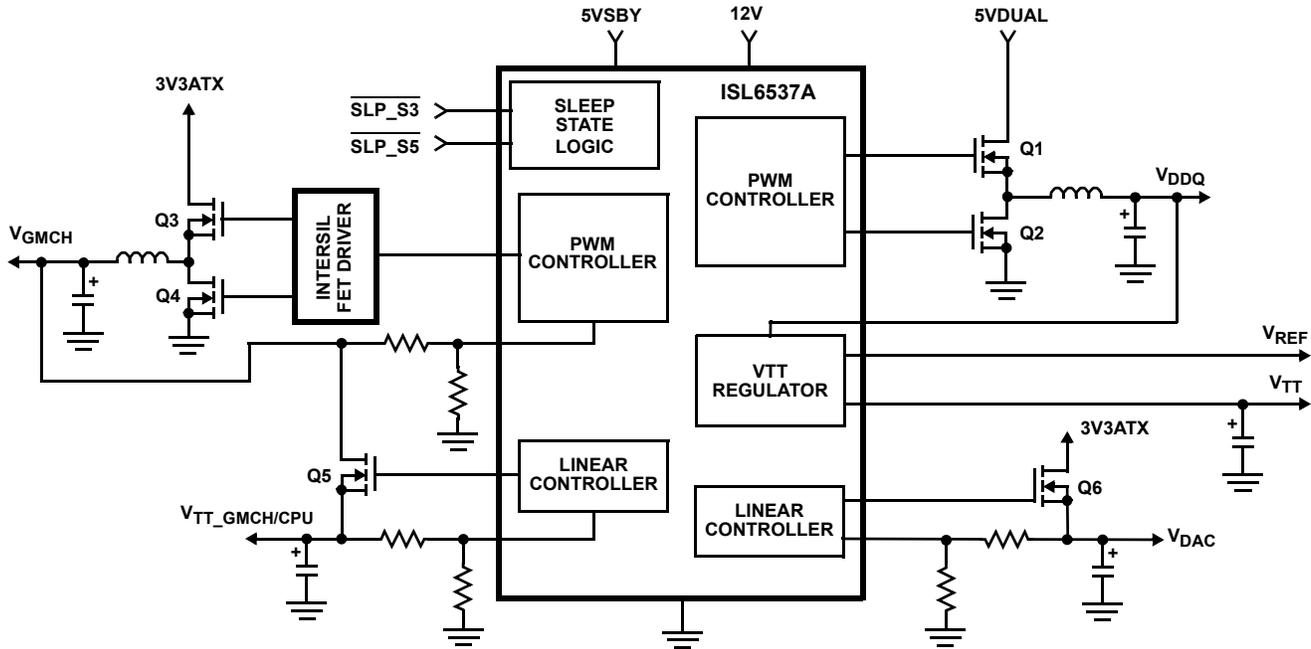 5VSBY
12V
5VDUAL
3V3ATX
SLP_S3
SLP_S5
SLEEP
STATE
LOGIC
ISL6537A
PWM
CONTROLLER
Q1
Q2
VDDQ
+
Q3
Q4
VGMCH
+
INTERSIL
FET DRIVER
PWM
CONTROLLER
VTT
REGULATOR
VREF
VTT
+
Q5
LINEAR
CONTROLLER
VTT_GMCH/CPU
+
LINEAR
CONTROLLER
3V3ATX
Q6
VDAC
+